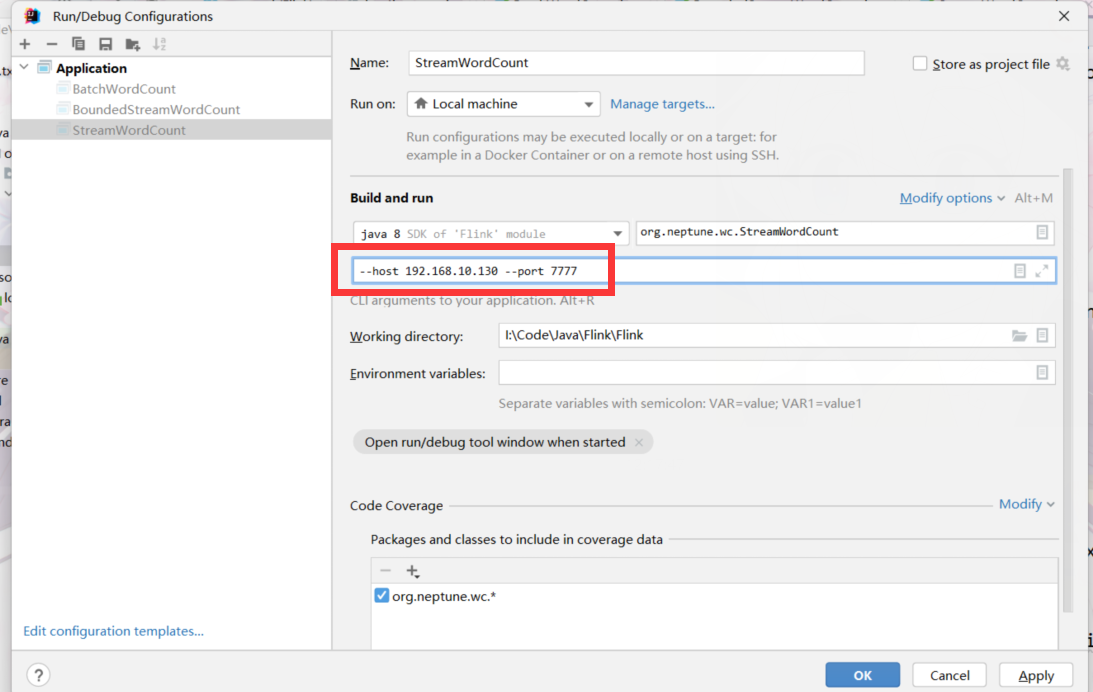 Run/Debug Configurations
Application
BatchWordCount
BoundedStreamWordCount
StreamWordCount
Edit configuration templates...
Name: StreamWordCount Store as project file
Run on: Local machine Manage targets...
Run configurations may be executed locally or on a target: for
example in a Docker Container or on a remote host using SSH.
Build and run Modify options Alt+M
java 8 SDK of 'Flink' module org.neptune.wc.StreamWordCount
--host 192.168.10.130 --port 7777
CLI arguments to your application. Alt+R
Working directory: I:\Code\Java\Flink\Flink
Environment variables:
Separate variables with semicolon: VAR=value; VAR1=value1
Open run/debug tool window when started
Code Coverage Modify
Packages and classes to include in coverage data
org.neptune.wc.*
? OK Cancel Apply